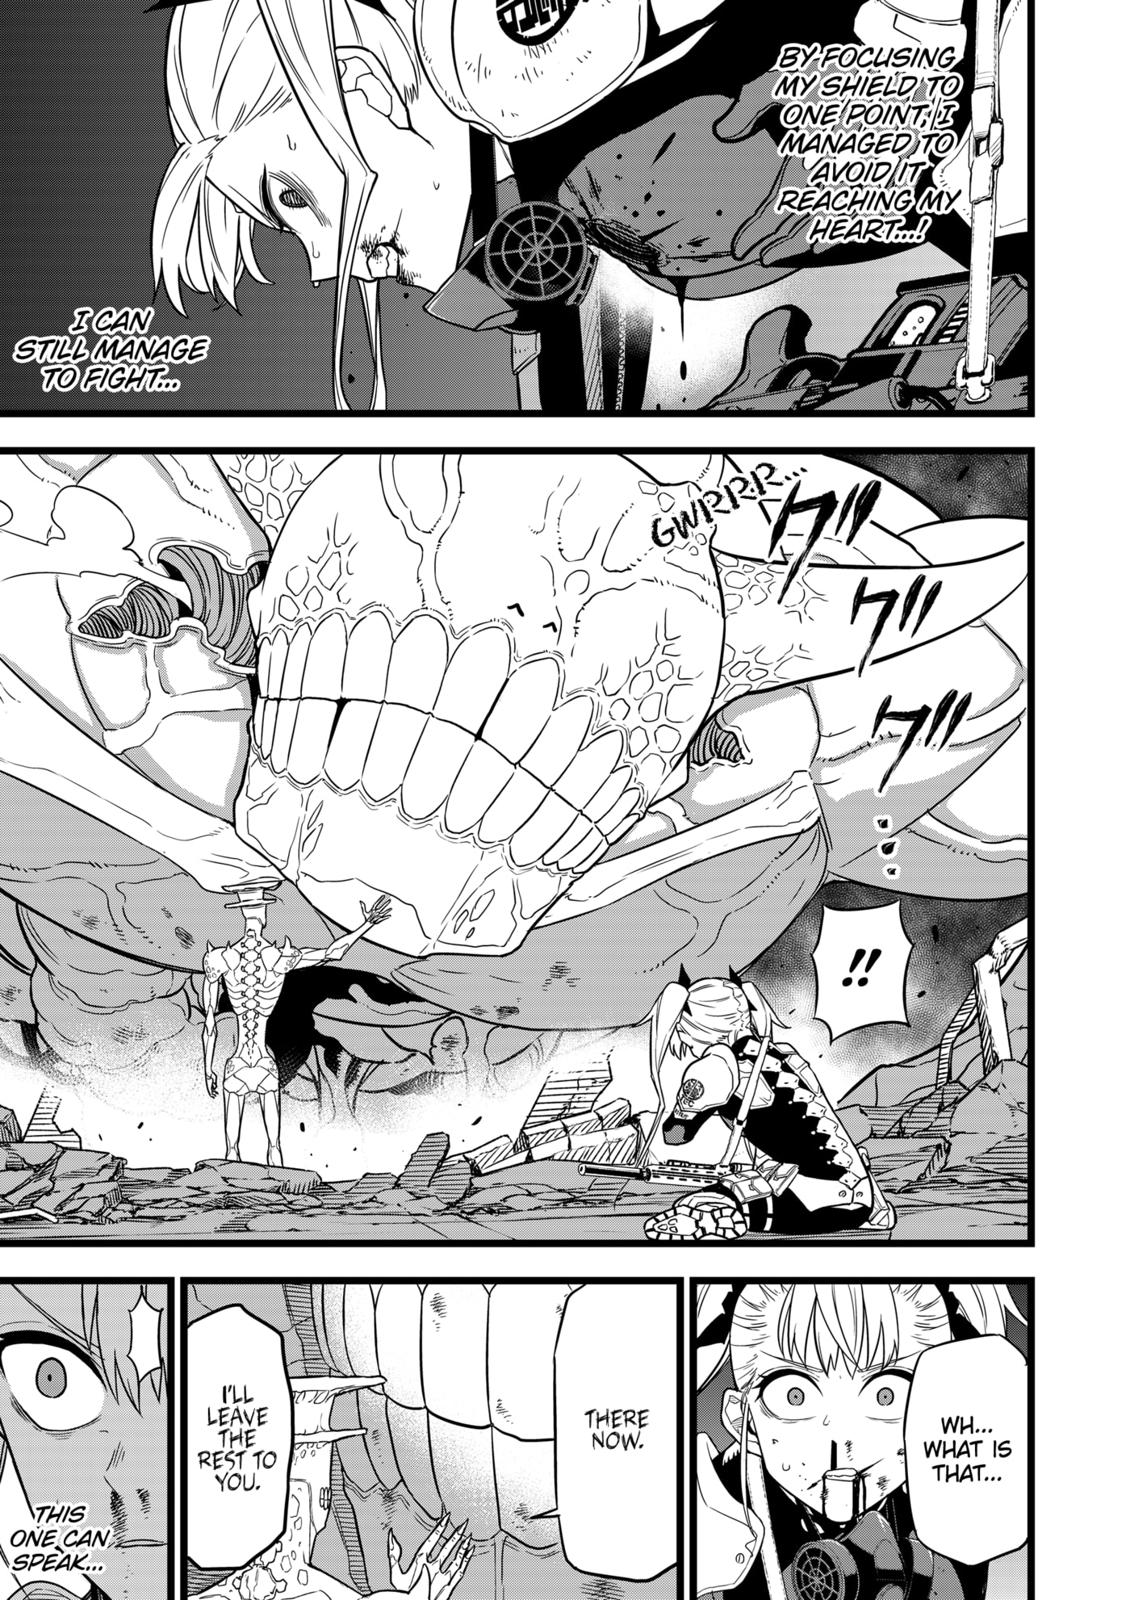 BY FOCUSING
MY SHIELD TO
ONE POINT, I
MANAGED TO
AVOID IT
REACHING MY
HEART...!
I CAN
STILL MANAGE
TO FIGHT...
GWRRR...
グ"
グ"
グ"
!!
WH...
WHAT IS
THAT...
THERE
NOW.
I'LL
LEAVE
THE
REST TO
YOU.
THIS
ONE CAN
SPEAK...